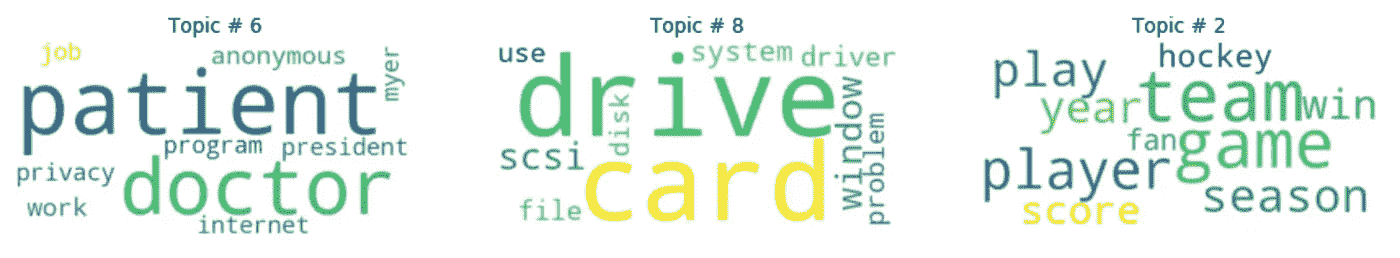 Topic # 6
job
anonymous
myer
patient
program
president
privacy
doctor
work
internet
Topic # 8
use
system
driver
drive
disk
window
problem
scsi
card
file
Topic # 2
hockey
play
team
year
win
fan
game
player
season
score